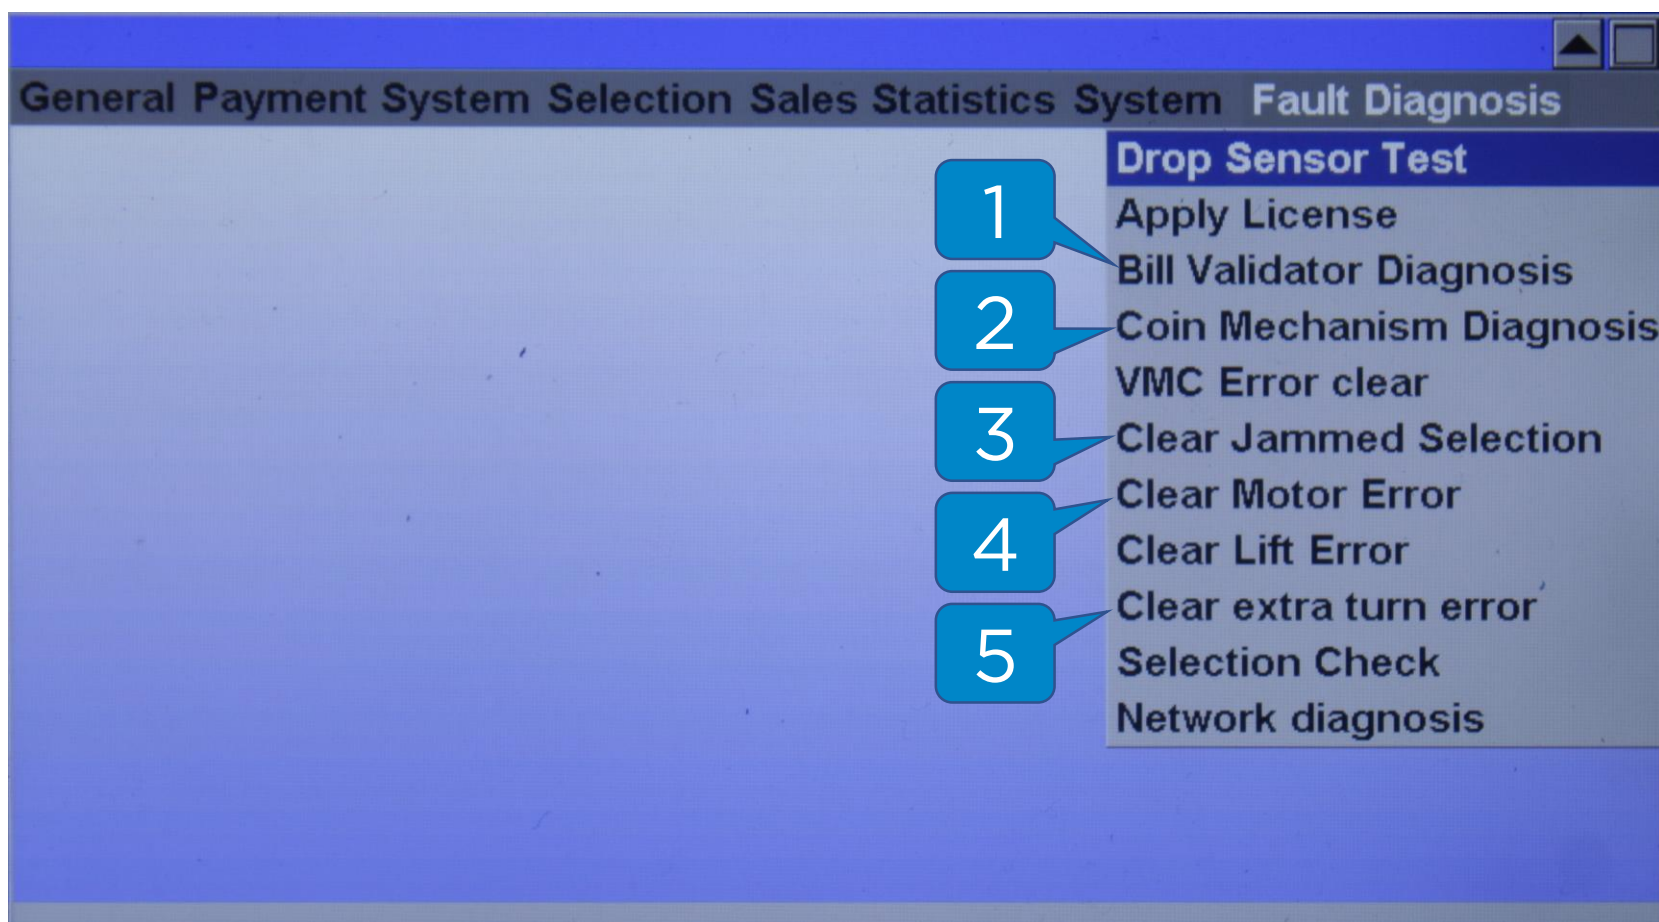 General Payment System Selection Sales Statistics System Fault Diagnosis
Drop Sensor Test
1
Apply License
Bill Validator Diagnosis
2
Coin Mechanism Diagnosis
VMC Error clear
3
Clear Jammed Selection
Clear Motor Error
4
Clear Lift Error
Clear extra turn error
5
Selection Check
Network diagnosis